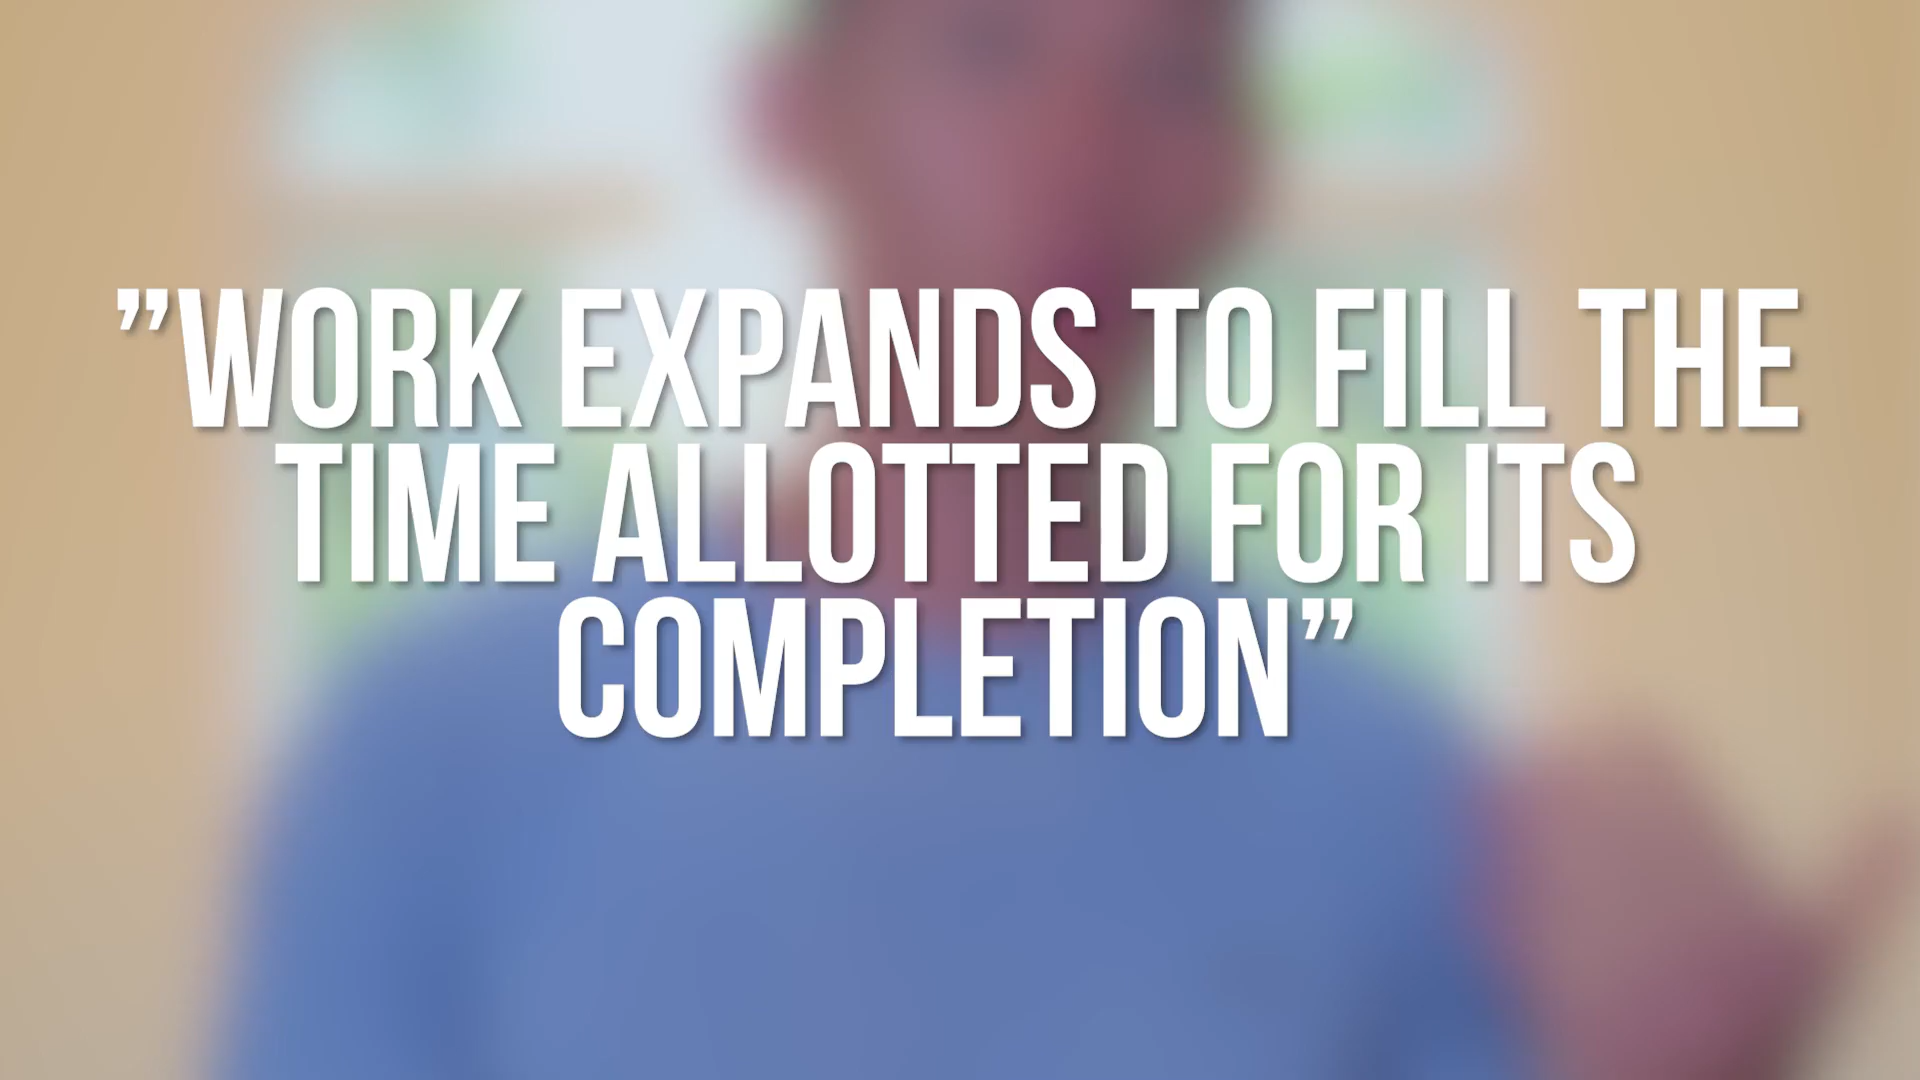 ”WORK EXPANDS TO FILL THE
TIME ALLOTTED FOR ITS
COMPLETION”